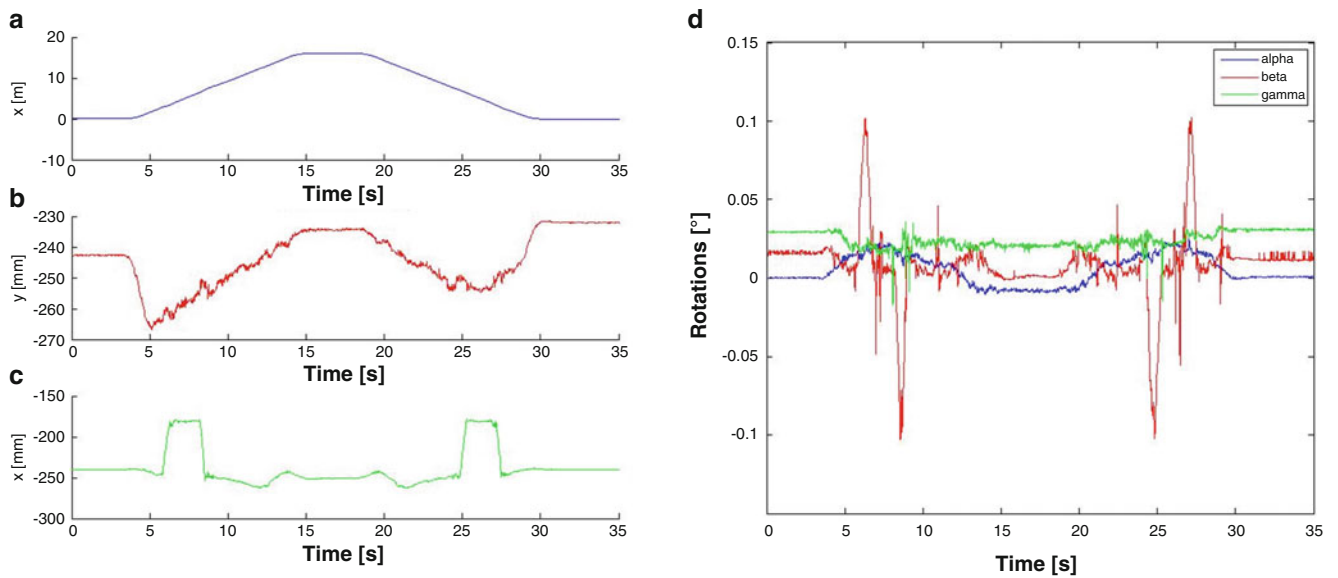 a
20
10
0
-10
x [m]
0 5 10 15 20 25 30 35
Time [s]
b
-230
-240
-250
-260
-270
y [mm]
0 5 10 15 20 25 30 35
Time [s]
c
-150
-200
-250
-300
x [mm]
0 5 10 15 20 25 30 35
Time [s]
d
0.15
0.1
0.05
0
-0.05
-0.1
Rotations [°]
alpha
beta
gamma
0 5 10 15 20 25 30 35
Time [s]